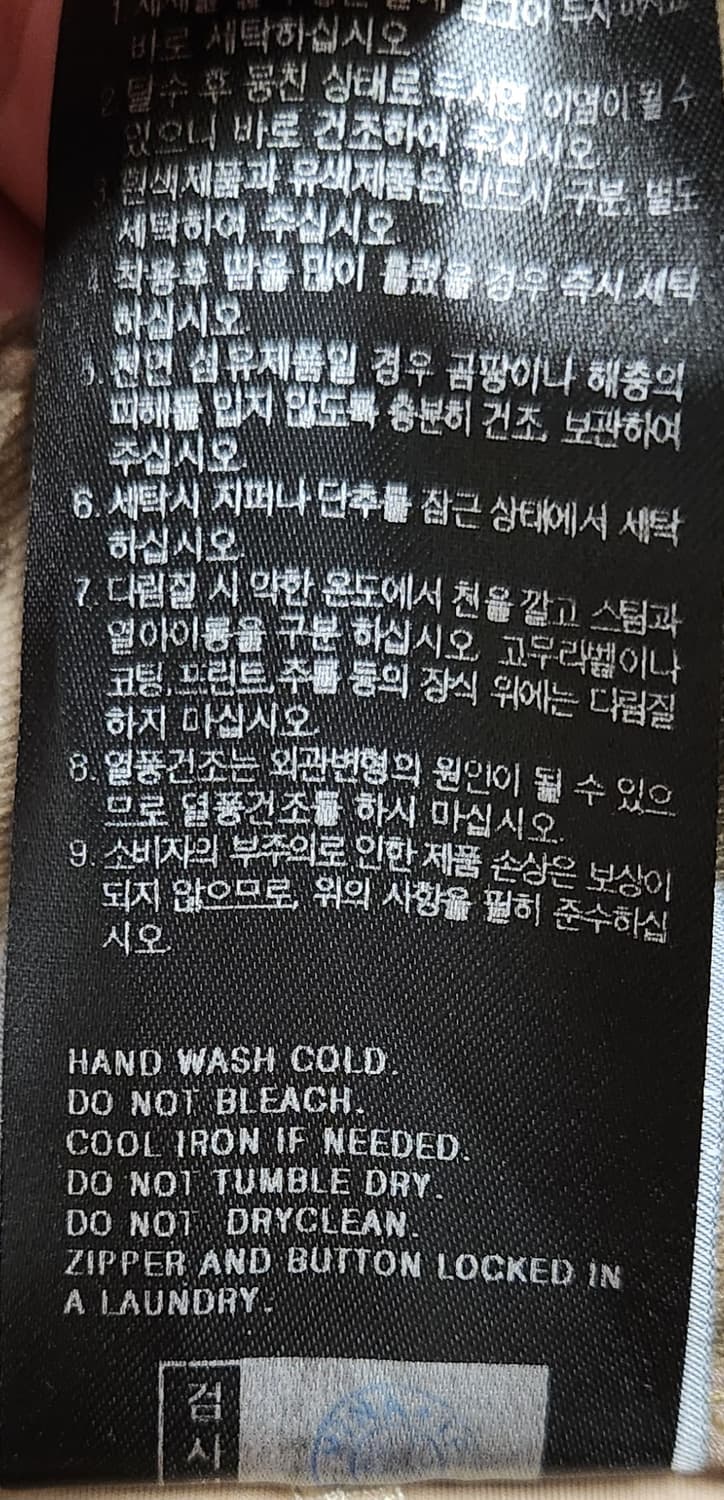 바로 세탁하십시오.
2. 탈수 후 뭉친 상태로 두시면 이염이 될 수
있으니 바로 건조하여 주십시오.
3. 흰색제품과 유색제품은 반드시 구분, 별도
세탁하여 주십시오
4. 착용후 땀을 많이 흘렸을 경우 즉시 세탁
하십시오.
5. 천연 섬유제품일 경우 곰팡이나 해충의
피해를 입지 않도록 충분히 건조, 보관하여
주십시오.
6. 세탁시 지퍼나 단추를 잠근 상태에서 세탁
하십시오.
7. 다림질 시 약한 온도에서 천을 깔고 스팀과
열아이롱을 구분 하십시오. 고무라벨이나
코팅,프린트,주름 등의 장식 위에는 다림질
하지 마십시오.
8. 열풍건조는 외관변형의 원인이 될 수 있으
므로 열풍건조를 하지 마십시오.
9. 소비자의 부주의로 인한 제품 손상은 보상이
되지 않으므로, 위의 사항을 필히 준수하십
시오.
HAND WASH COLD.
DO NOT BLEACH.
COOL IRON IF NEEDED.
DO NOT TUMBLE DRY.
DO NOT DRYCLEAN.
ZIPPER AND BUTTON LOCKED IN
A LAUNDRY.
검
사